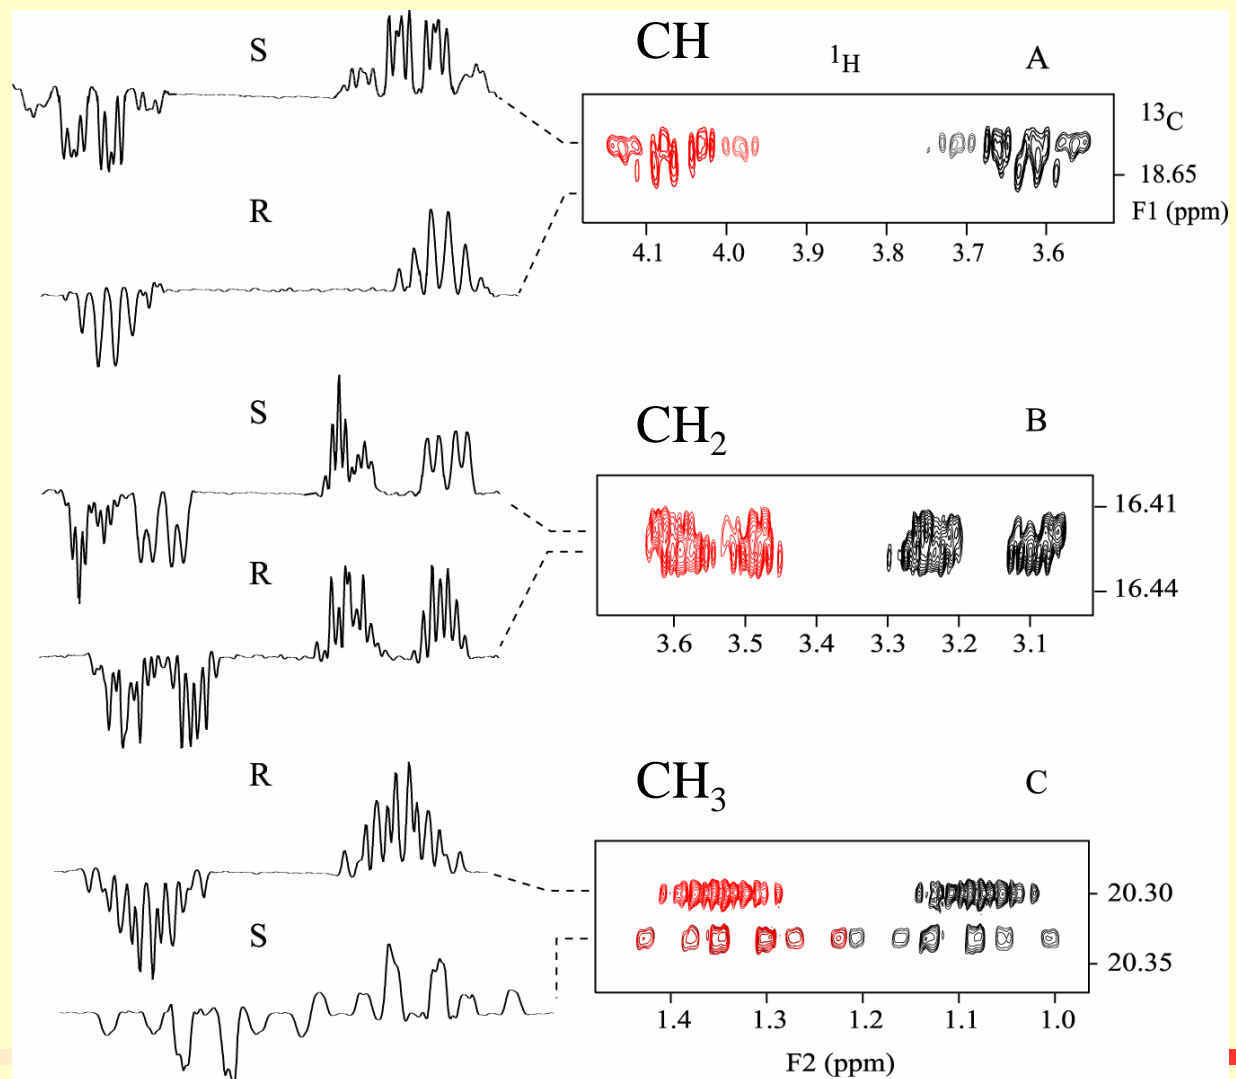 S
CH
¹H
A
¹³C
18.65
F1 (ppm)
4.1 4.0 3.9 3.8 3.7 3.6
R
S
CH₂
B
16.41
16.44
3.6 3.5 3.4 3.3 3.2 3.1
R
R
CH₃
C
20.30
20.35
1.4 1.3 1.2 1.1 1.0
F2 (ppm)
S